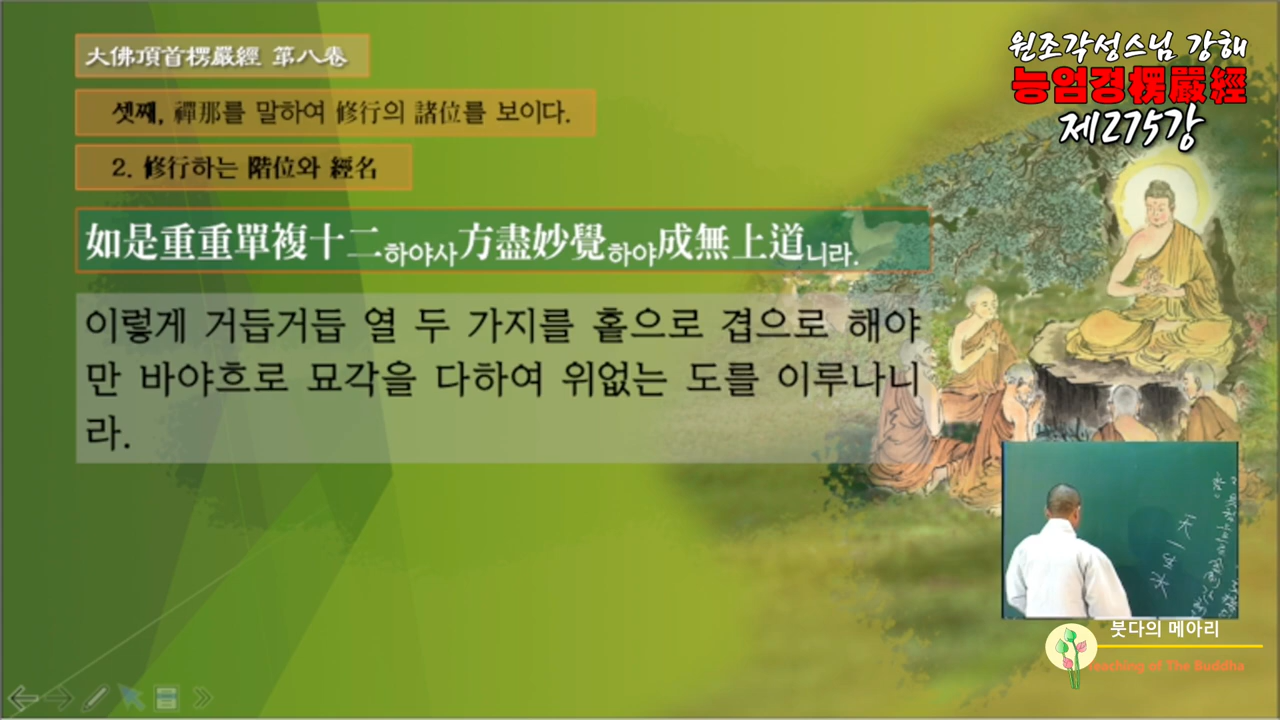 大佛頂首楞嚴經 第八卷
셋째, 禪那를 말하여 修行의 諸位를 보이다.
2. 修行하는 階位와 經名
如是重重單複十二하야사方盡妙覺하야成無上道니라.
이렇게 거듭거듭 열 두 가지를 홑으로 겹으로 해야
만 바야흐로 묘각을 다하여 위없는 도를 이루나니
라.
원조각성스님 강해
능엄경楞嚴經
제275강
붓다의 메아리
Teaching of The Buddha